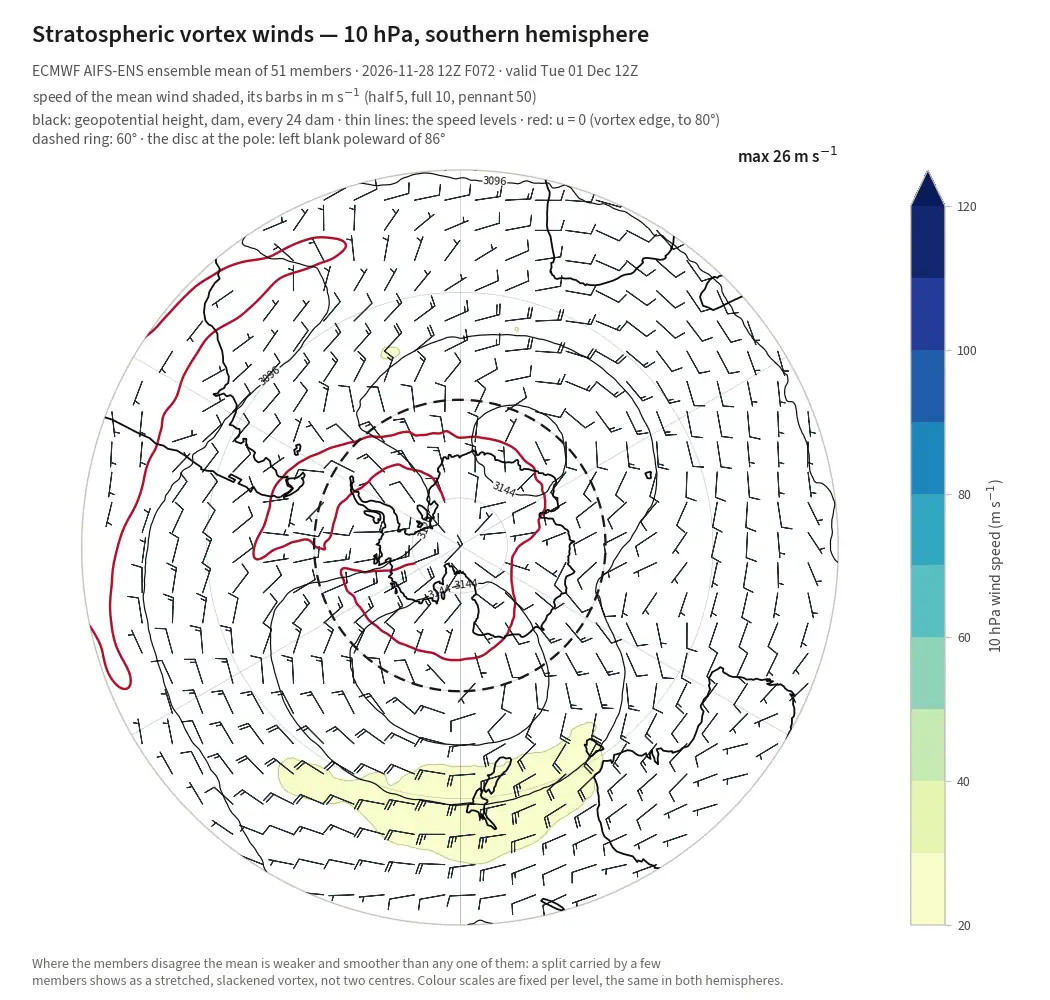 Stratospheric vortex winds — 10 hPa, southern hemisphere
ECMWF AIFS-ENS ensemble mean of 51 members · 2026-11-28 12Z F072 · valid Tue 01 Dec 12Z
speed of the mean wind shaded, its barbs in m s⁻¹ (half 5, full 10, pennant 50)
black: geopotential height, dam, every 24 dam · thin lines: the speed levels · red: u = 0 (vortex edge, to 80°)
dashed ring: 60° · the disc at the pole: left blank poleward of 86°
max 26 m s⁻¹
3096
3096
3144
3144
3144
120
100
80
60
40
20
10 hPa wind speed (m s⁻¹)
Where the members disagree the mean is weaker and smoother than any one of them: a split carried by a few
members shows as a stretched, slackened vortex, not two centres. Colour scales are fixed per level, the same in both hemispheres.